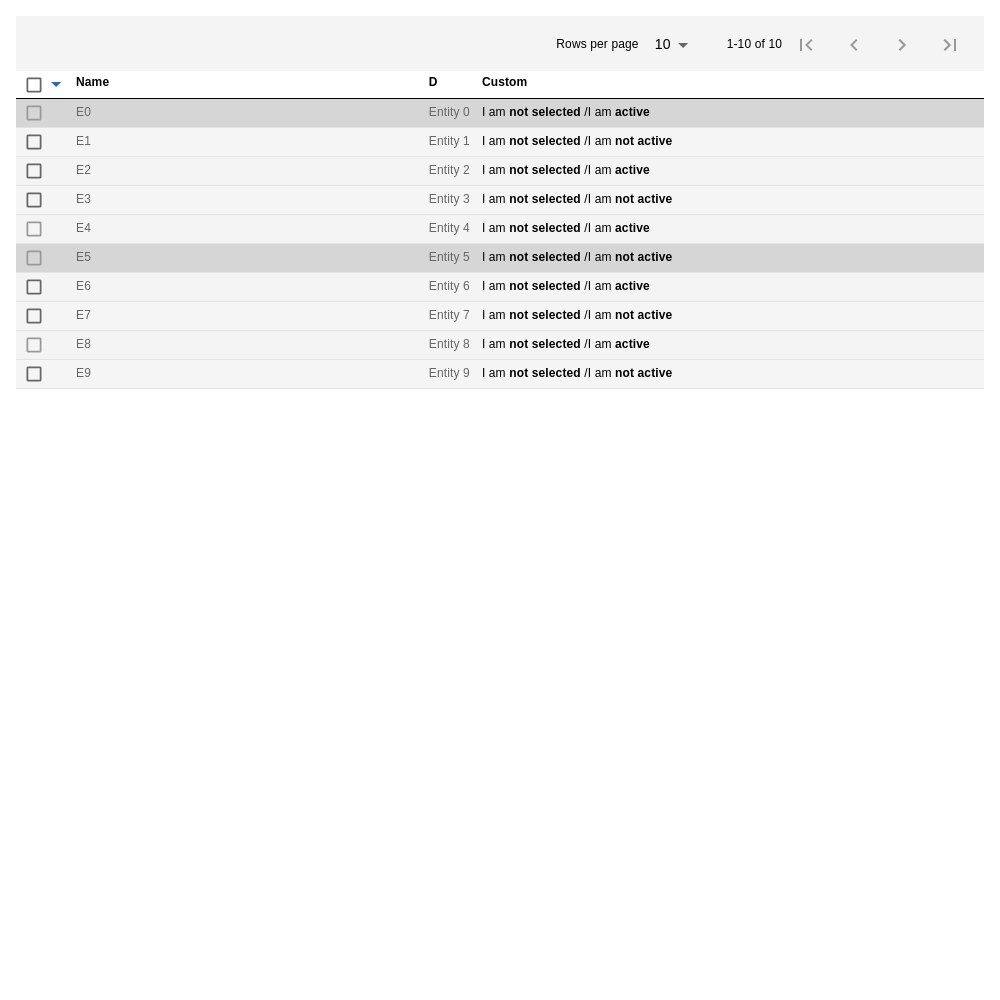 Rows per page 10 1-10 of 10
Name D Custom
E0 Entity 0 I am not selected /I am active
E1 Entity 1 I am not selected /I am not active
E2 Entity 2 I am not selected /I am active
E3 Entity 3 I am not selected /I am not active
E4 Entity 4 I am not selected /I am active
E5 Entity 5 I am not selected /I am not active
E6 Entity 6 I am not selected /I am active
E7 Entity 7 I am not selected /I am not active
E8 Entity 8 I am not selected /I am active
E9 Entity 9 I am not selected /I am not active